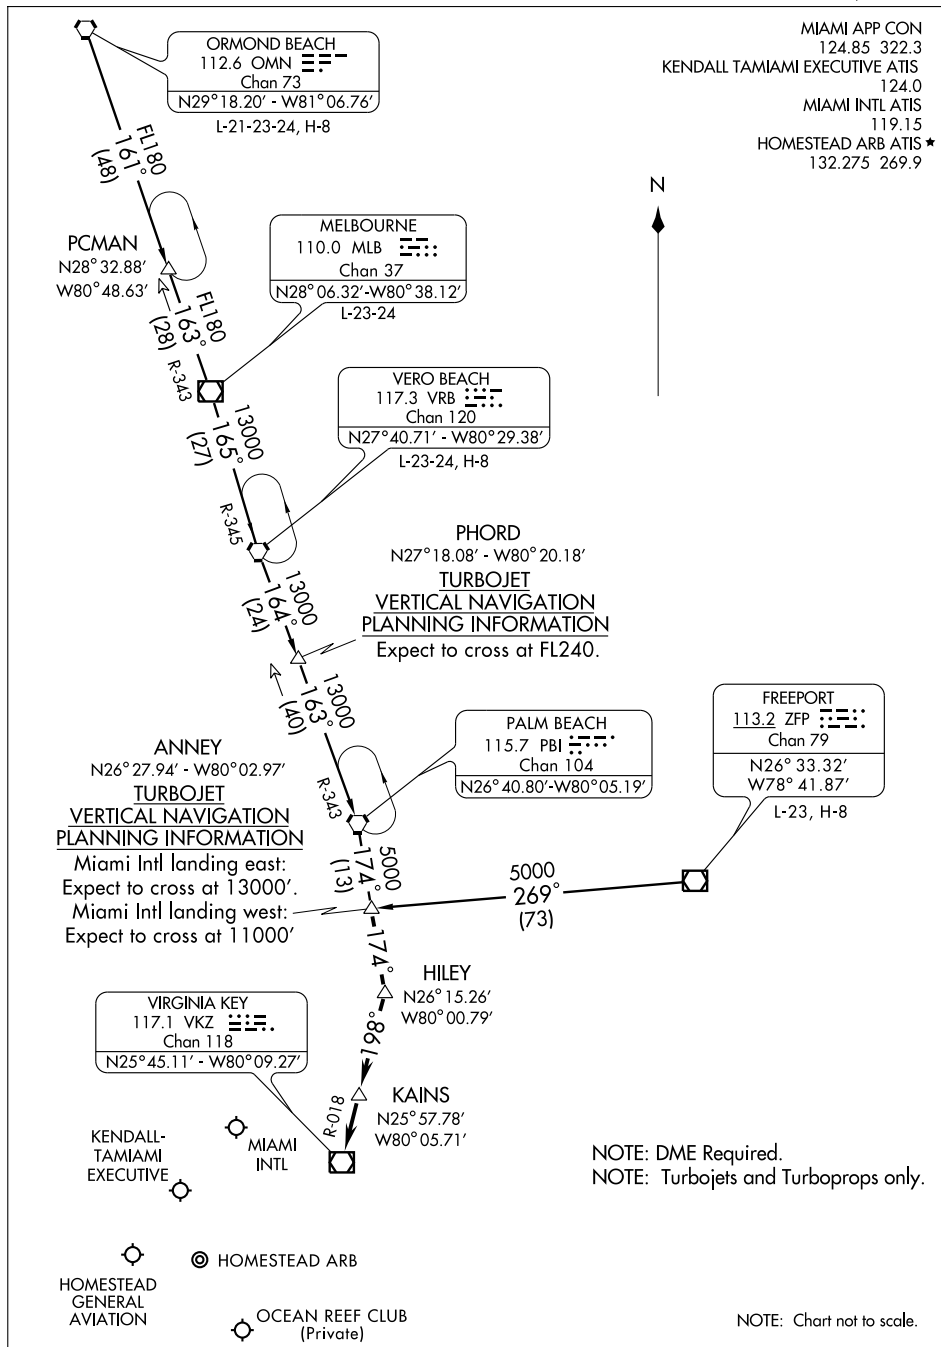 MIAMI APP CON
124.85 322.3
KENDALL TAMIAMI EXECUTIVE ATIS
124.0
MIAMI INTL ATIS
119.15
HOMESTEAD ARB ATIS ★
132.275 269.9
ORMOND BEACH
112.6 OMN
Chan 73
N29°18.20' - W81°06.76'
L-21-23-24, H-8
FL180
161°
(48)
N
PCMAN
N28°32.88'
W80°48.63'
MELBOURNE
110.0 MLB
Chan 37
N28°06.32'-W80°38.12'
L-23-24
FL180
163°
(28)
R-343
VERO BEACH
117.3 VRB
Chan 120
N27°40.71' - W80°29.38'
L-23-24, H-8
13000
165°
(27)
R-345
PHORD
N27°18.08' - W80°20.18'
TURBOJET
VERTICAL NAVIGATION
PLANNING INFORMATION
Expect to cross at FL240.
13000
164°
(24)
13000
163°
(40)
R-343
FREEPORT
113.2 ZFP
Chan 79
N26° 33.32'
W78° 41.87'
L-23, H-8
PALM BEACH
115.7 PBI
Chan 104
N26°40.80'-W80°05.19'
ANNEY
N26°27.94' - W80°02.97'
TURBOJET
VERTICAL NAVIGATION
PLANNING INFORMATION
Miami Intl landing east:
Expect to cross at 13000'.
Miami Intl landing west:
Expect to cross at 11000'
5000
174°
(13)
5000
269°
(73)
174°
HILEY
N26°15.26'
W80°00.79'
198°
VIRGINIA KEY
117.1 VKZ
Chan 118
N25°45.11' - W80°09.27'
KAINS
N25°57.78'
W80°05.71'
R-018
KENDALL-
TAMIAMI
EXECUTIVE
MIAMI
INTL
NOTE: DME Required.
NOTE: Turbojets and Turboprops only.
HOMESTEAD
GENERAL
AVIATION
HOMESTEAD ARB
OCEAN REEF CLUB
(Private)
NOTE: Chart not to scale.